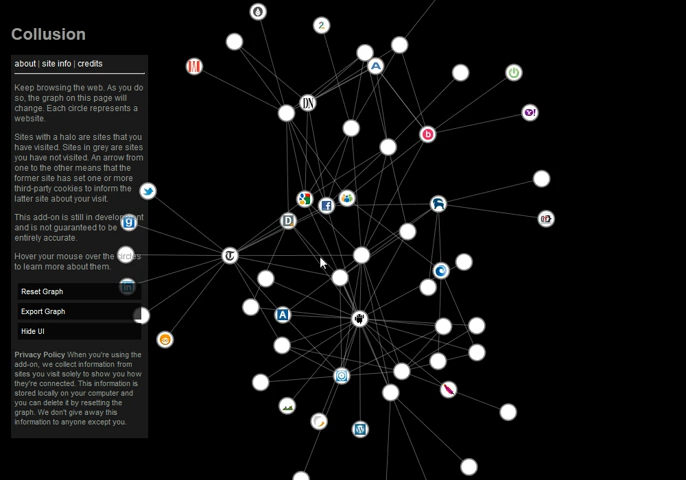 Collusion
about | site info | credits
Keep browsing the web. As you do
so, the graph on this page will
change. Each circle represents a
website.
Sites with a halo are sites that you
have visited. Sites in grey are sites
you have not visited. An arrow from
one to the other means that the
former site has set one or more
third-party cookies to inform the
latter site about your visit.
This add-on is still in development
and is not guaranteed to be
entirely accurate.
Hover your mouse over the circles
to learn more about them.
Reset Graph
Export Graph
Hide UI
Privacy Policy When you're using the
add-on, we collect information from
sites you visit solely to show you how
they're connected. This information is
stored locally on your computer and
you can delete it by resetting the
graph. We don't give away this
information to anyone except you.
2
A
DN
b
Y!
D
T
g
in
A